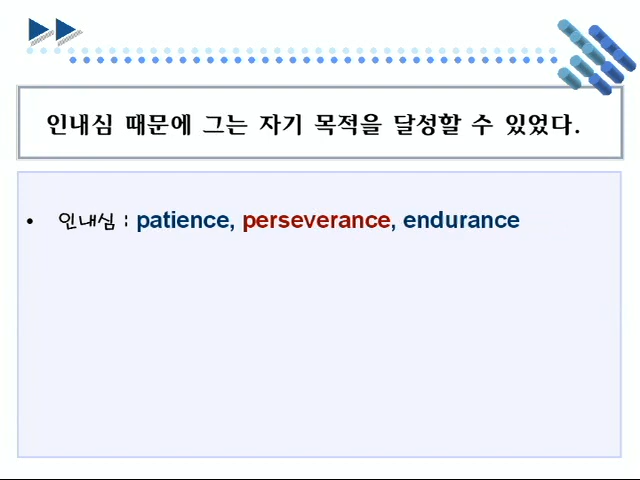 인내심 때문에 그는 자기 목적을 달성할 수 있었다.
• 인내심 : patience, perseverance, endurance